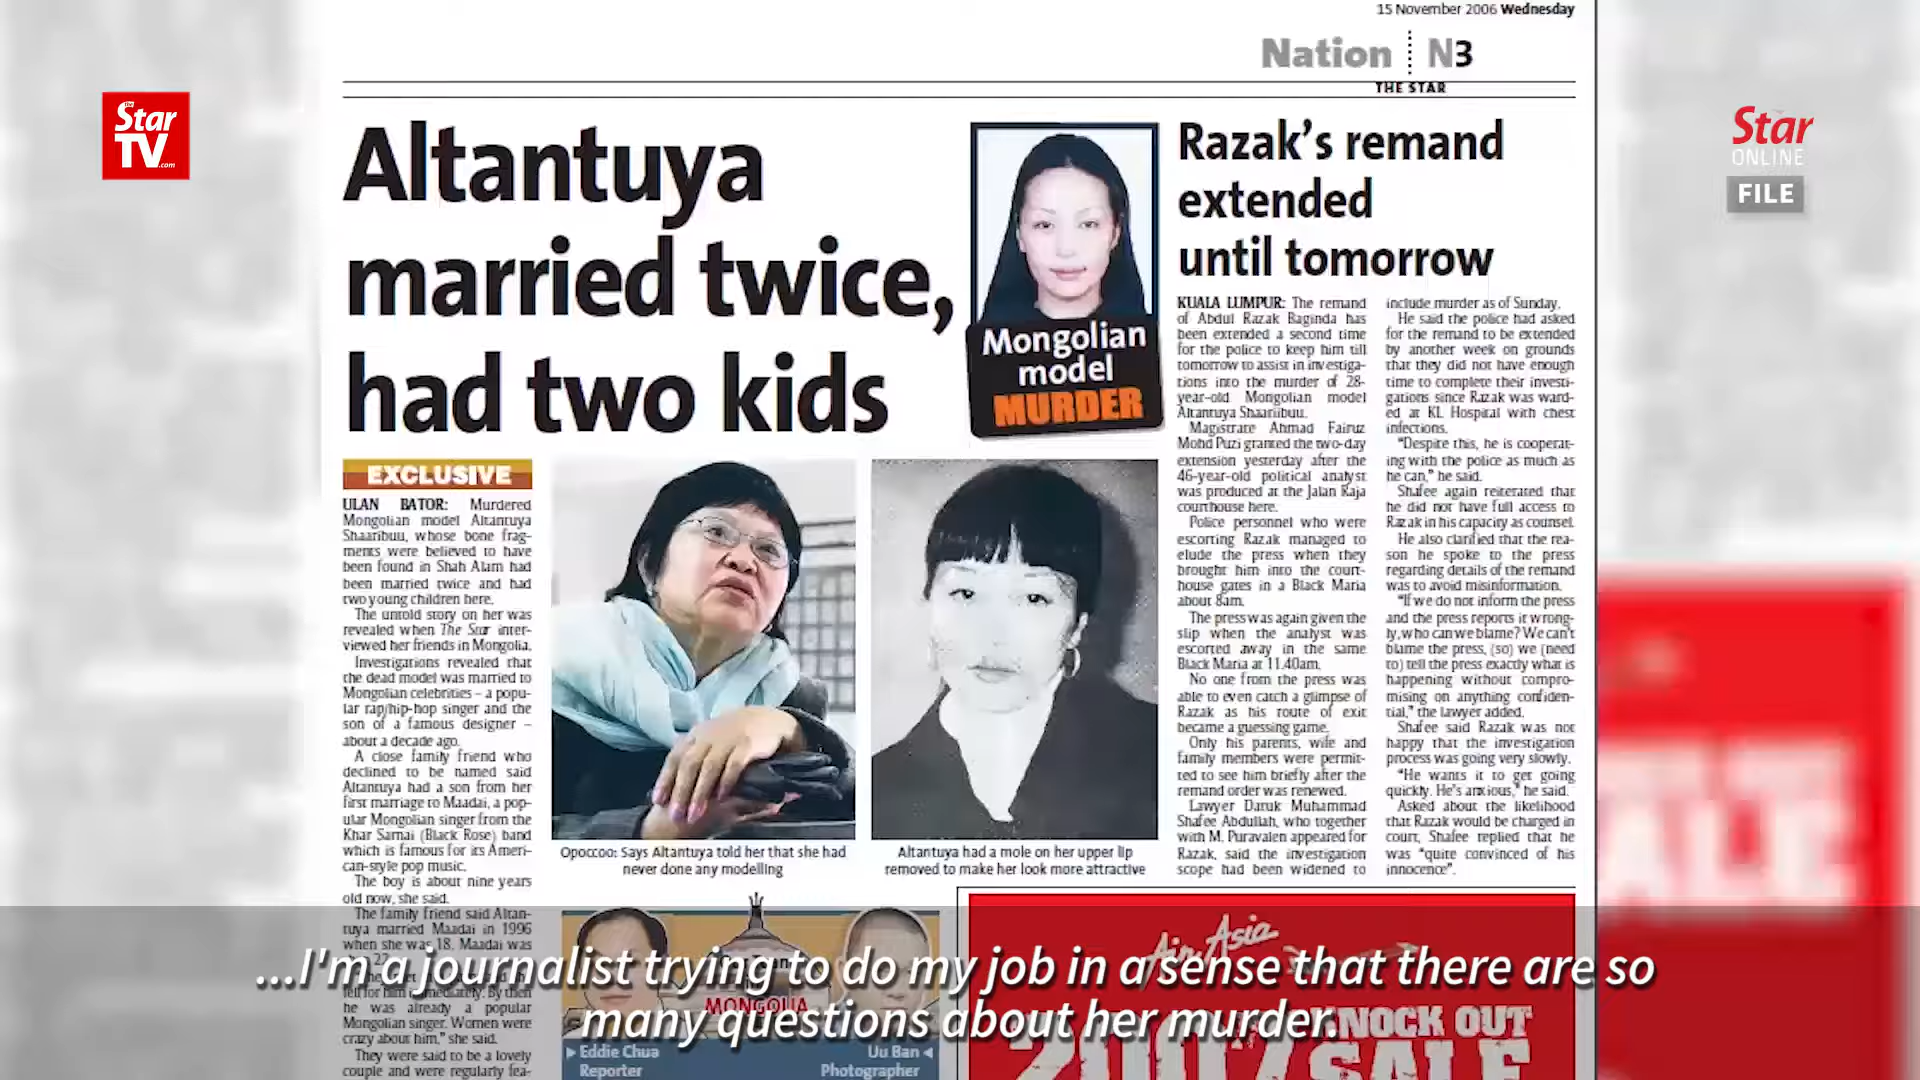 15 November 2006 Wednesday
Nation N3
THE STAR
The Star
TV.com
Star
ONLINE
FILE
Altantuya
married twice,
had two kids
Mongolian
model
MURDER
Razak's remand
extended
until tomorrow
EXCLUSIVE
ULAN BATOR: Murdered
Mongolian model Altantuya
Shaaribuu, whose bone frag-
ments were believed to have
been found in Shah Alam had
been married twice and had
two young children here.
The untold story on her was
revealed when The Star inter-
viewed her friends in Mongolia.
Investigations revealed that
the dead model was married to
Mongolian celebrities – a popu-
lar rap/hip-hop singer and the
son of a famous designer –
about a decade ago.
A close family friend who
declined to be named said
Altantuya had a son from her
first marriage to Maadai, a pop-
ular Mongolian singer from the
Khar Sarnai (Black Rose) band
which is famous for its Ameri-
can-style pop music.
The boy is about nine years
old now, she said.
The family friend said Altan-
tuya married Maadai in 1996
when she was 18. Maadai was
fell for him immediately. By then
he was already a popular
Mongolian singer. Women were
crazy about him," she said.
They were said to be a lovely
couple and were regularly fea-
Opoccoo: Says Altantuya told her that she had
never done any modelling
Altantuya had a mole on her upper lip
removed to make her look more attractive
KUALA LUMPUR: The remand
of Abdul Razak Baginda has
been extended a second time
for the police to keep him till
tomorrow to assist in investiga-
tions into the murder of 28-
year-old Mongolian model
Altantuya Shaariibuu.
Magistrate Ahmad Fairuz
Mohd Puzi granted the two-day
extension yesterday after the
46-year-old political analyst
was produced at the Jalan Raja
courthouse here.
Police personnel who were
escorting Razak managed to
elude the press when they
brought him into the court-
house gates in a Black Maria
about 8am.
The press was again given the
slip when the analyst was
escorted away in the same
Black Maria at 11.40am.
No one from the press was
able to even catch a glimpse of
Razak as his route of exit
became a guessing game.
Only his parents, wife and
family members were permit-
ted to see him briefly after the
remand order was renewed.
Lawyer Datuk Muhammad
Shafee Abdullah, who together
with M. Puravalen appeared for
Razak, said the investigation
scope had been widened to
include murder as of Sunday.
He said the police had asked
for the remand to be extended
by another week on grounds
that they did not have enough
time to complete their investi-
gations since Razak was ward-
ed at KL Hospital with chest
infections.
"Despite this, he is cooperat-
ing with the police as much as
he can," he said.
Shafee again reiterated that
he did not have full access to
Razak in his capacity as counsel.
He also clarified that the rea-
son he spoke to the press
regarding details of the remand
was to avoid misinformation.
"If we do not inform the press
and the press reports it wrong-
ly, who can we blame? We can't
blame the press, (so) we (need
to) tell the press exactly what is
happening without compro-
mising on anything confiden-
tial," the lawyer added.
Shafee said Razak was not
happy that the investigation
process was going very slowly.
"He wants it to get going
quickly. He's anxious," he said.
Asked about the likelihood
that Razak would be charged in
court, Shafee replied that he
was "quite convinced of his
innocence".
MONGOLIA
Eddie Chua
Reporter
Uu Ban
Photographer
Air Asia
2007 KNOCK OUT
SALE
...I'm a journalist trying to do my job in a sense that there are so
many questions about her murder.